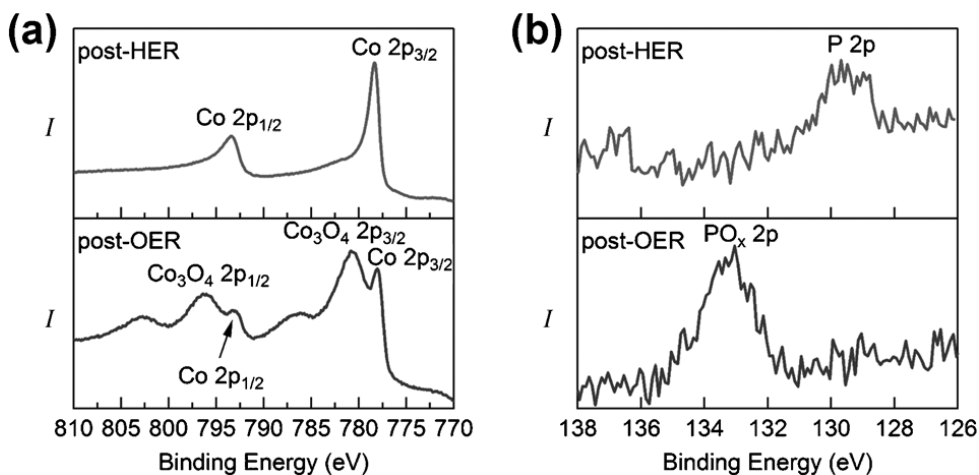 (a)
post-HER
Co 2p3/2
Co 2p1/2
I
post-OER
Co3O4 2p3/2
Co 2p3/2
Co3O4 2p1/2
I
Co 2p1/2
810 805 800 795 790 785 780 775 770
Binding Energy (eV)
(b)
post-HER
P 2p
I
post-OER
POx 2p
I
138 136 134 132 130 128 126
Binding Energy (eV)